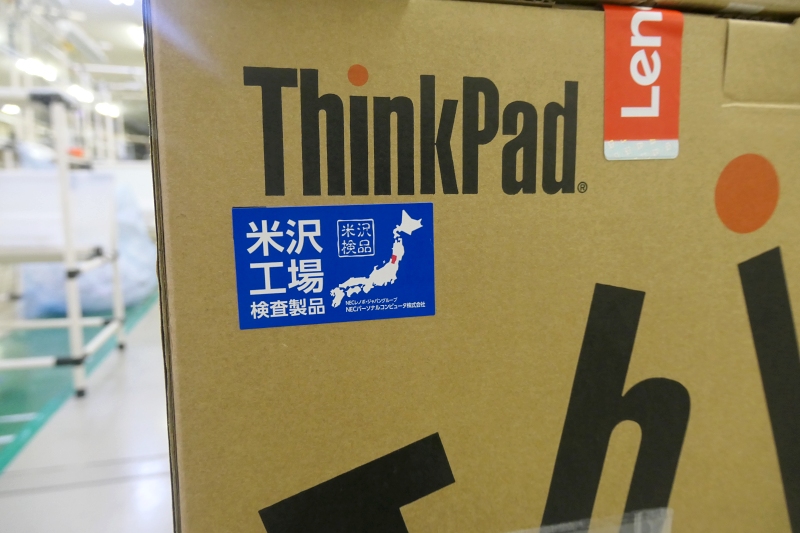 ThinkPad®
Len
米沢
工場
検査製品
米沢
検品
NECレノボ・ジャパングループ
NECパーソナルコンピュータ株式会社
Thi